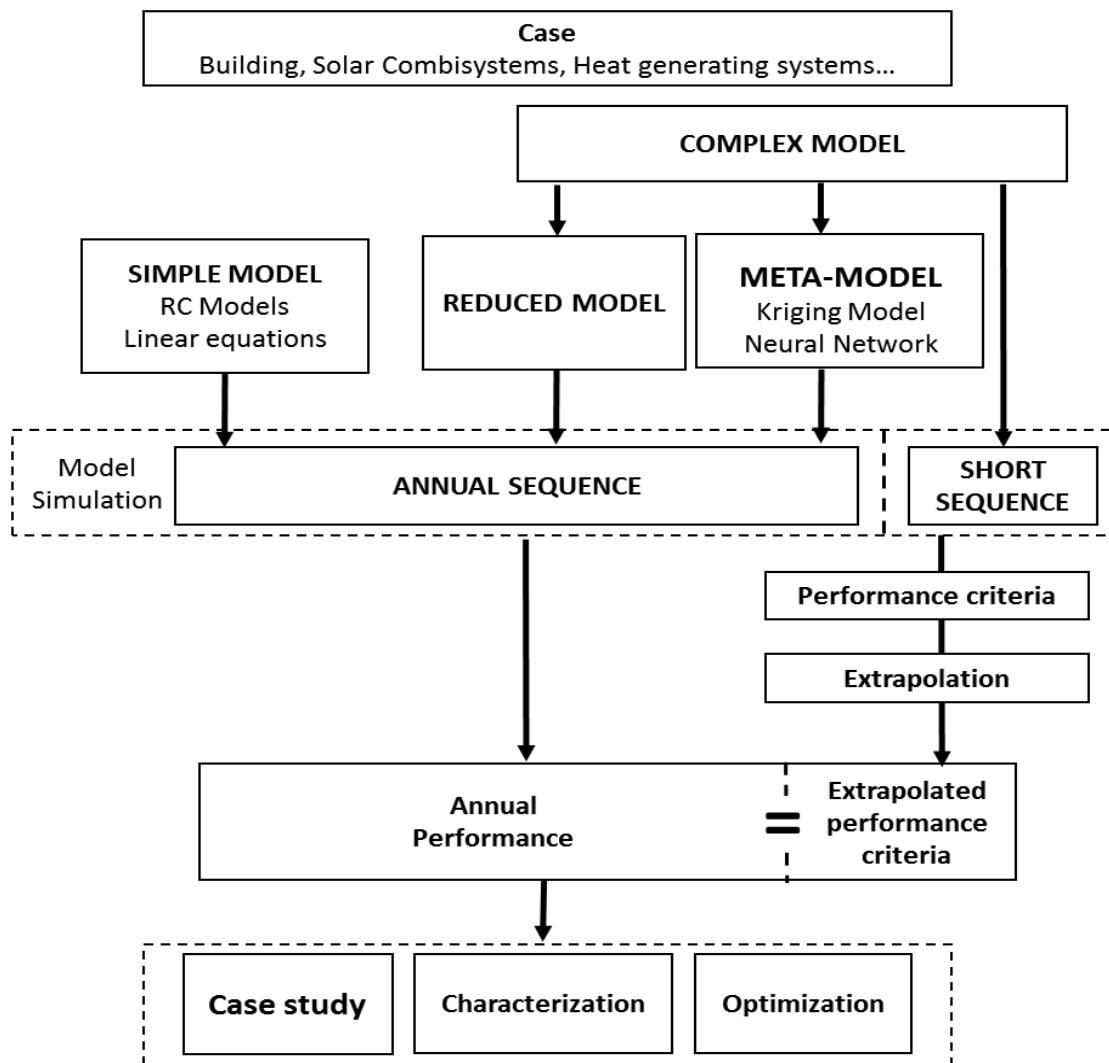 Case
Building, Solar Combisystems, Heat generating systems…
COMPLEX MODEL
SIMPLE MODEL
RC Models
Linear equations
REDUCED MODEL
META-MODEL
Kriging Model
Neural Network
Model
Simulation
ANNUAL SEQUENCE
SHORT
SEQUENCE
Performance criteria
Extrapolation
Annual
Performance
=
Extrapolated
performance
criteria
Case study
Characterization
Optimization